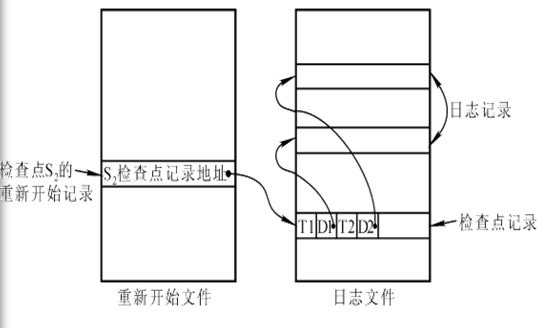 日志记录
检查点S₂的
重新开始记录
S₂检查点记录地址
T1 D1 T2 D2
检查点记录
重新开始文件
日志文件